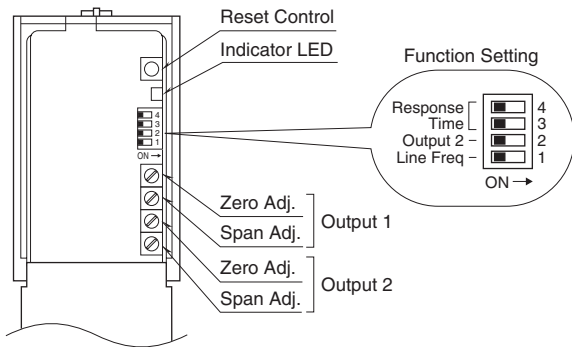 Reset Control
Indicator LED
4
3
2
1
ON →
Zero Adj.
Span Adj.
Output 1
Zero Adj.
Span Adj.
Output 2
Function Setting
Response Time
4
3
Output 2
2
Line Freq
1
ON →